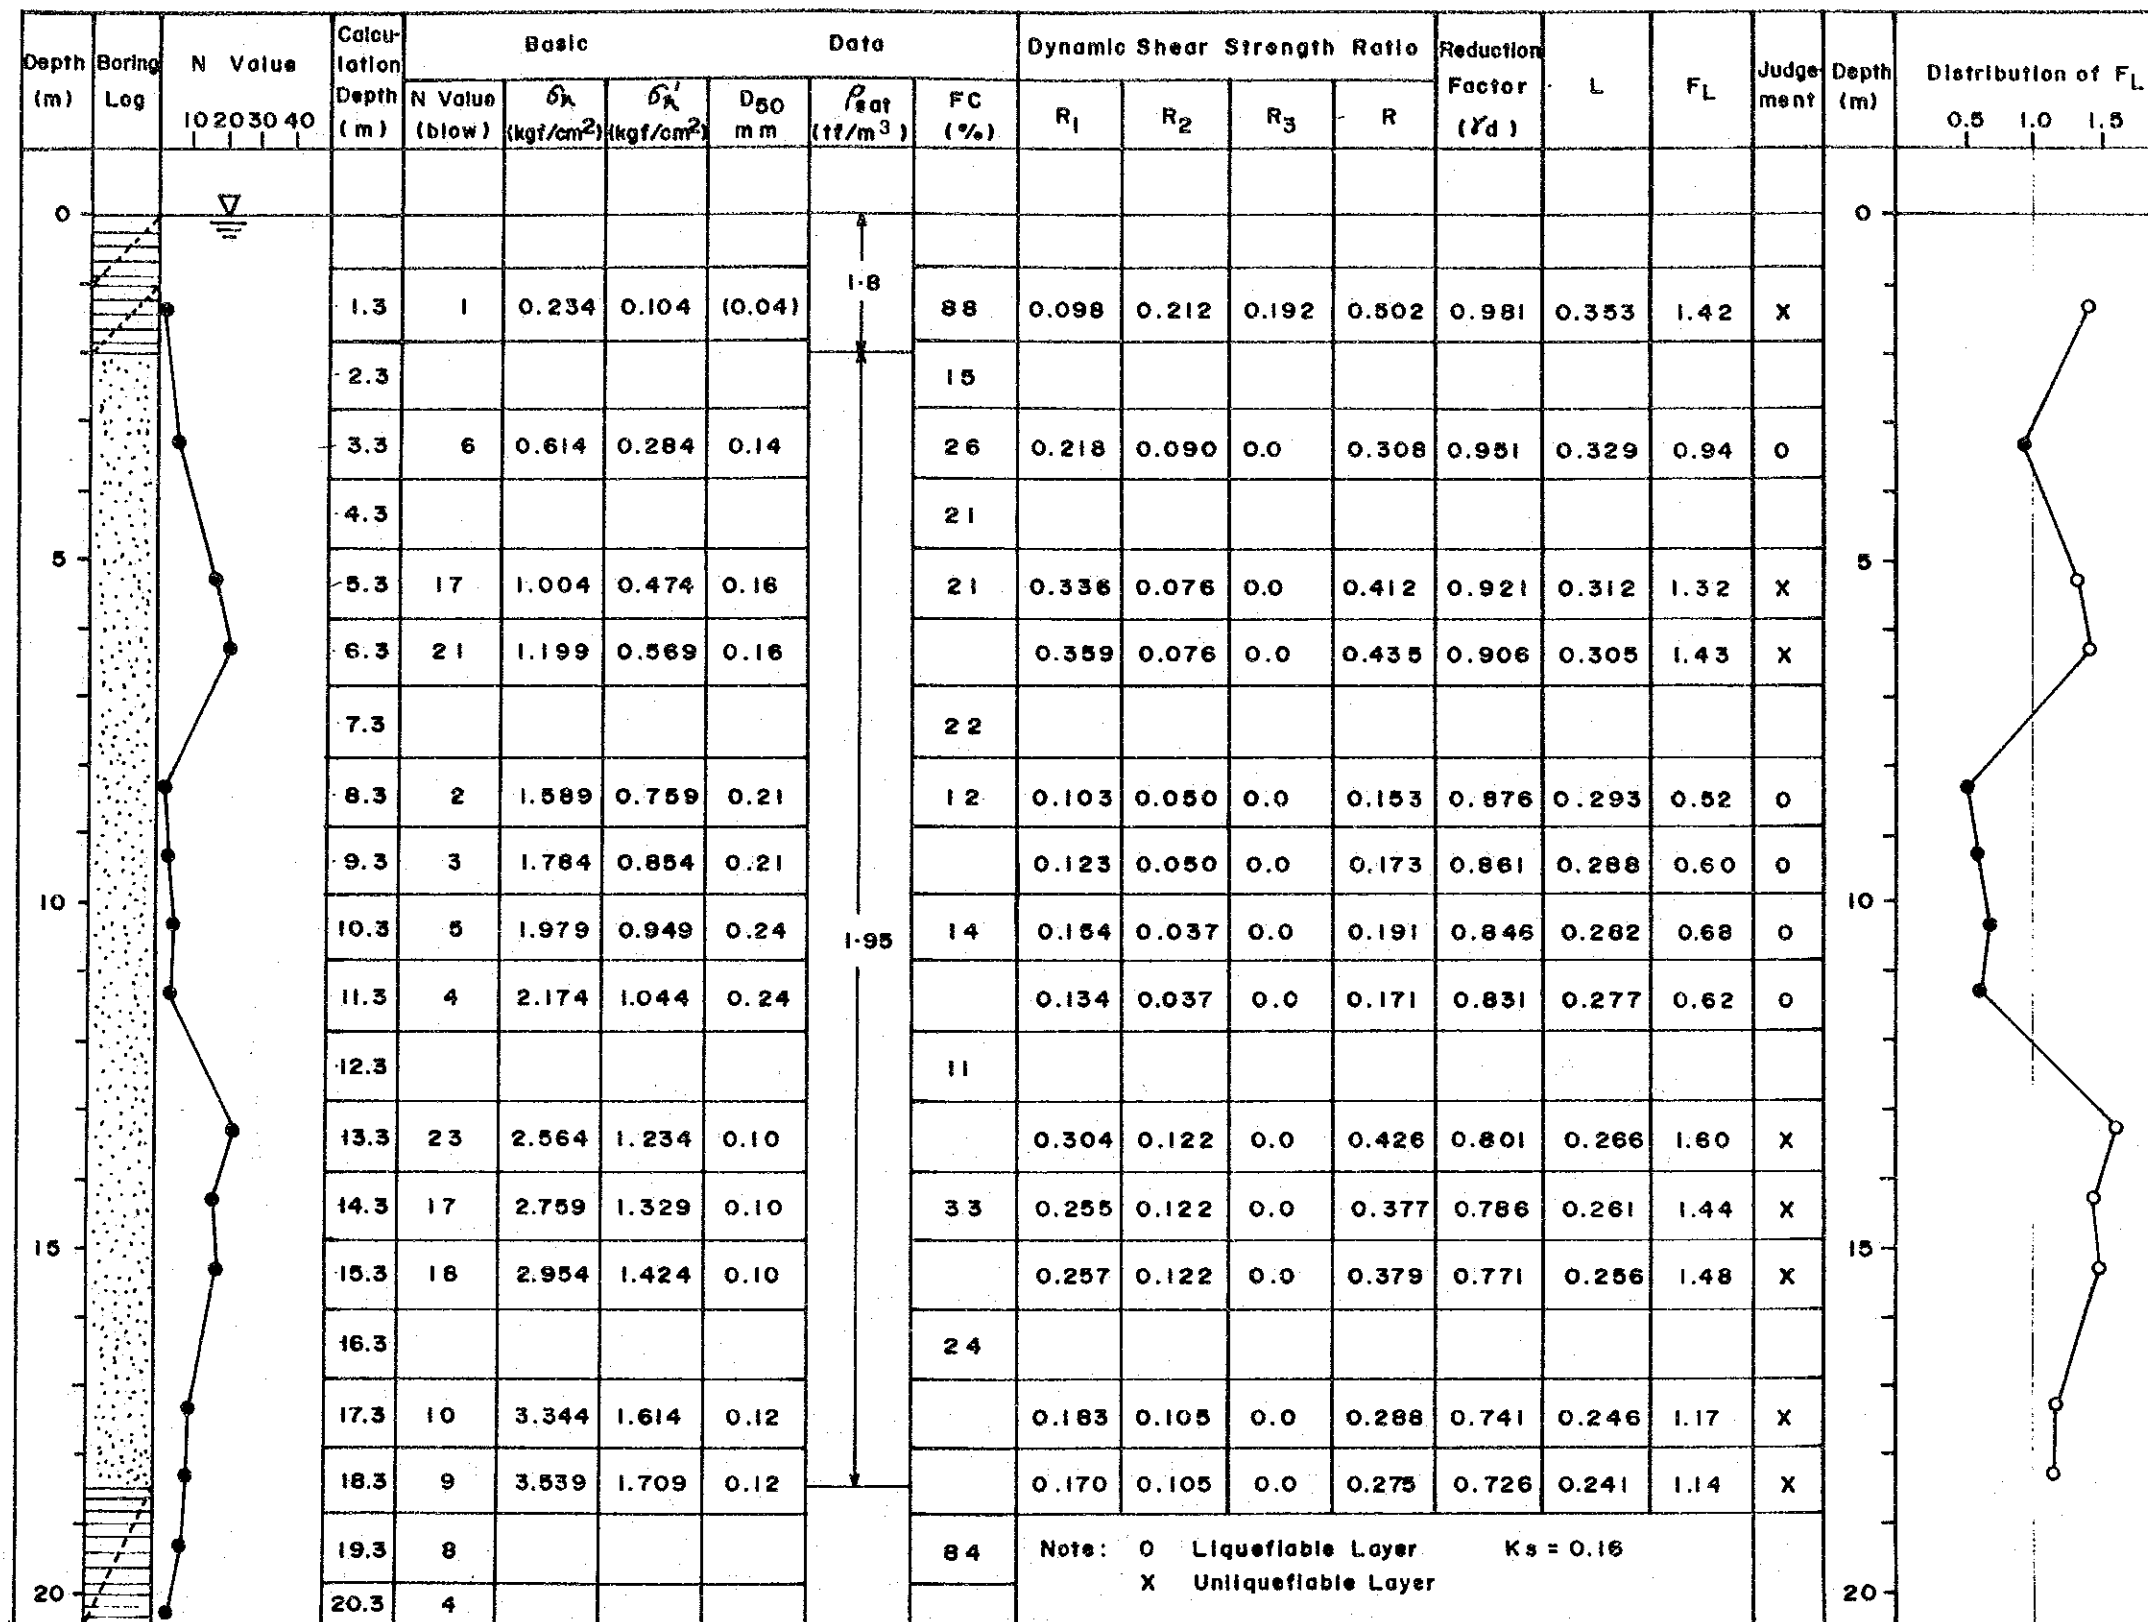 Depth (m) | Boring Log | N Value 10 20 30 40 | Calcu-lation Depth (m) | Basic Data | Dynamic Shear Strength Ratio | Reduction Factor (γd) | L | FL | Judgement | Depth (m) | Distribution of FL 0.5 1.0 1.5
N Value (blow) | σv (kgf/cm²) | σv' (kgf/cm²) | D50 mm | ρsat (tf/m³) | FC (%) | R1 | R2 | R3 | R
0 | 0
1.8
1.3 | 1 | 0.234 | 0.104 | (0.04) | 88 | 0.098 | 0.212 | 0.192 | 0.502 | 0.981 | 0.353 | 1.42 | X
2.3 | 15
3.3 | 6 | 0.614 | 0.284 | 0.14 | 26 | 0.218 | 0.090 | 0.0 | 0.308 | 0.951 | 0.329 | 0.94 | O
4.3 | 21
5 | 5
5.3 | 17 | 1.004 | 0.474 | 0.16 | 21 | 0.336 | 0.076 | 0.0 | 0.412 | 0.921 | 0.312 | 1.32 | X
6.3 | 21 | 1.199 | 0.569 | 0.16 | 0.359 | 0.076 | 0.0 | 0.435 | 0.906 | 0.305 | 1.43 | X
7.3 | 22
8.3 | 2 | 1.589 | 0.759 | 0.21 | 12 | 0.103 | 0.050 | 0.0 | 0.153 | 0.876 | 0.293 | 0.52 | O
9.3 | 3 | 1.784 | 0.854 | 0.21 | 0.123 | 0.050 | 0.0 | 0.173 | 0.861 | 0.288 | 0.60 | O
10 | 10
10.3 | 5 | 1.979 | 0.949 | 0.24 | 1.95 | 14 | 0.154 | 0.037 | 0.0 | 0.191 | 0.846 | 0.282 | 0.68 | O
11.3 | 4 | 2.174 | 1.044 | 0.24 | 0.134 | 0.037 | 0.0 | 0.171 | 0.831 | 0.277 | 0.62 | O
12.3 | 11
13.3 | 23 | 2.564 | 1.234 | 0.10 | 0.304 | 0.122 | 0.0 | 0.426 | 0.801 | 0.266 | 1.60 | X
14.3 | 17 | 2.759 | 1.329 | 0.10 | 33 | 0.255 | 0.122 | 0.0 | 0.377 | 0.786 | 0.261 | 1.44 | X
15 | 15
15.3 | 18 | 2.954 | 1.424 | 0.10 | 0.257 | 0.122 | 0.0 | 0.379 | 0.771 | 0.256 | 1.48 | X
16.3 | 24
17.3 | 10 | 3.344 | 1.614 | 0.12 | 0.183 | 0.105 | 0.0 | 0.288 | 0.741 | 0.246 | 1.17 | X
18.3 | 9 | 3.539 | 1.709 | 0.12 | 0.170 | 0.105 | 0.0 | 0.275 | 0.726 | 0.241 | 1.14 | X
19.3 | 8 | 84 | Note: O Liquefiable Layer Ks = 0.16
X Unliquefiable Layer
20 | 20
20.3 | 4